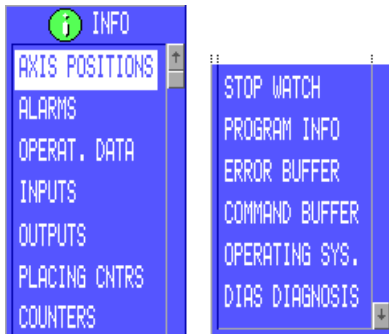 INFO
AXIS POSITIONS
ALARMS
OPERAT. DATA
INPUTS
OUTPUTS
PLACING CNTRS
COUNTERS
STOP WATCH
PROGRAM INFO
ERROR BUFFER
COMMAND BUFFER
OPERATING SYS.
DIAS DIAGNOSIS